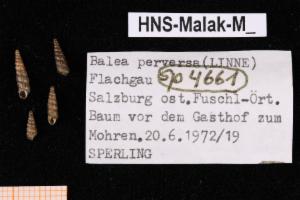 HNS-Malak-M_
Balea perversa(LINNE)
Flachgau Sp 4661
Salzburg ost.Fuschl-Ört.
Baum vor dem Gasthof zum
Mohren.20.6.1972/19
SPERLING